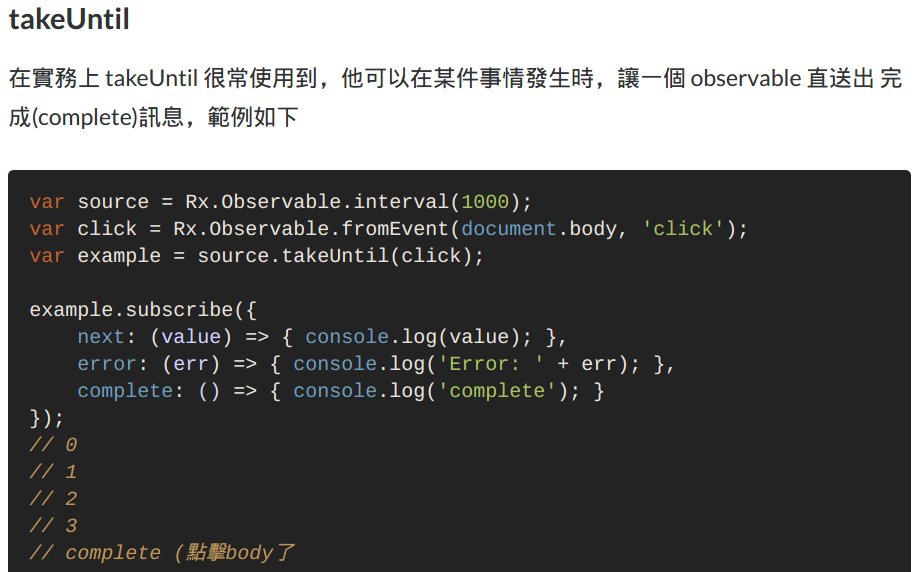 takeUntil
在實務上 takeUntil 很常使用到，他可以在某件事情發生時，讓一個 observable 直送出 完
成(complete)訊息，範例如下
var source = Rx.Observable.interval(1000);
var click = Rx.Observable.fromEvent(document.body, 'click');
var example = source.takeUntil(click);
example.subscribe({
    next: (value) => { console.log(value); },
    error: (err) => { console.log('Error: ' + err); },
    complete: () => { console.log('complete'); }
});
// 0
// 1
// 2
// 3
// complete (點擊body了